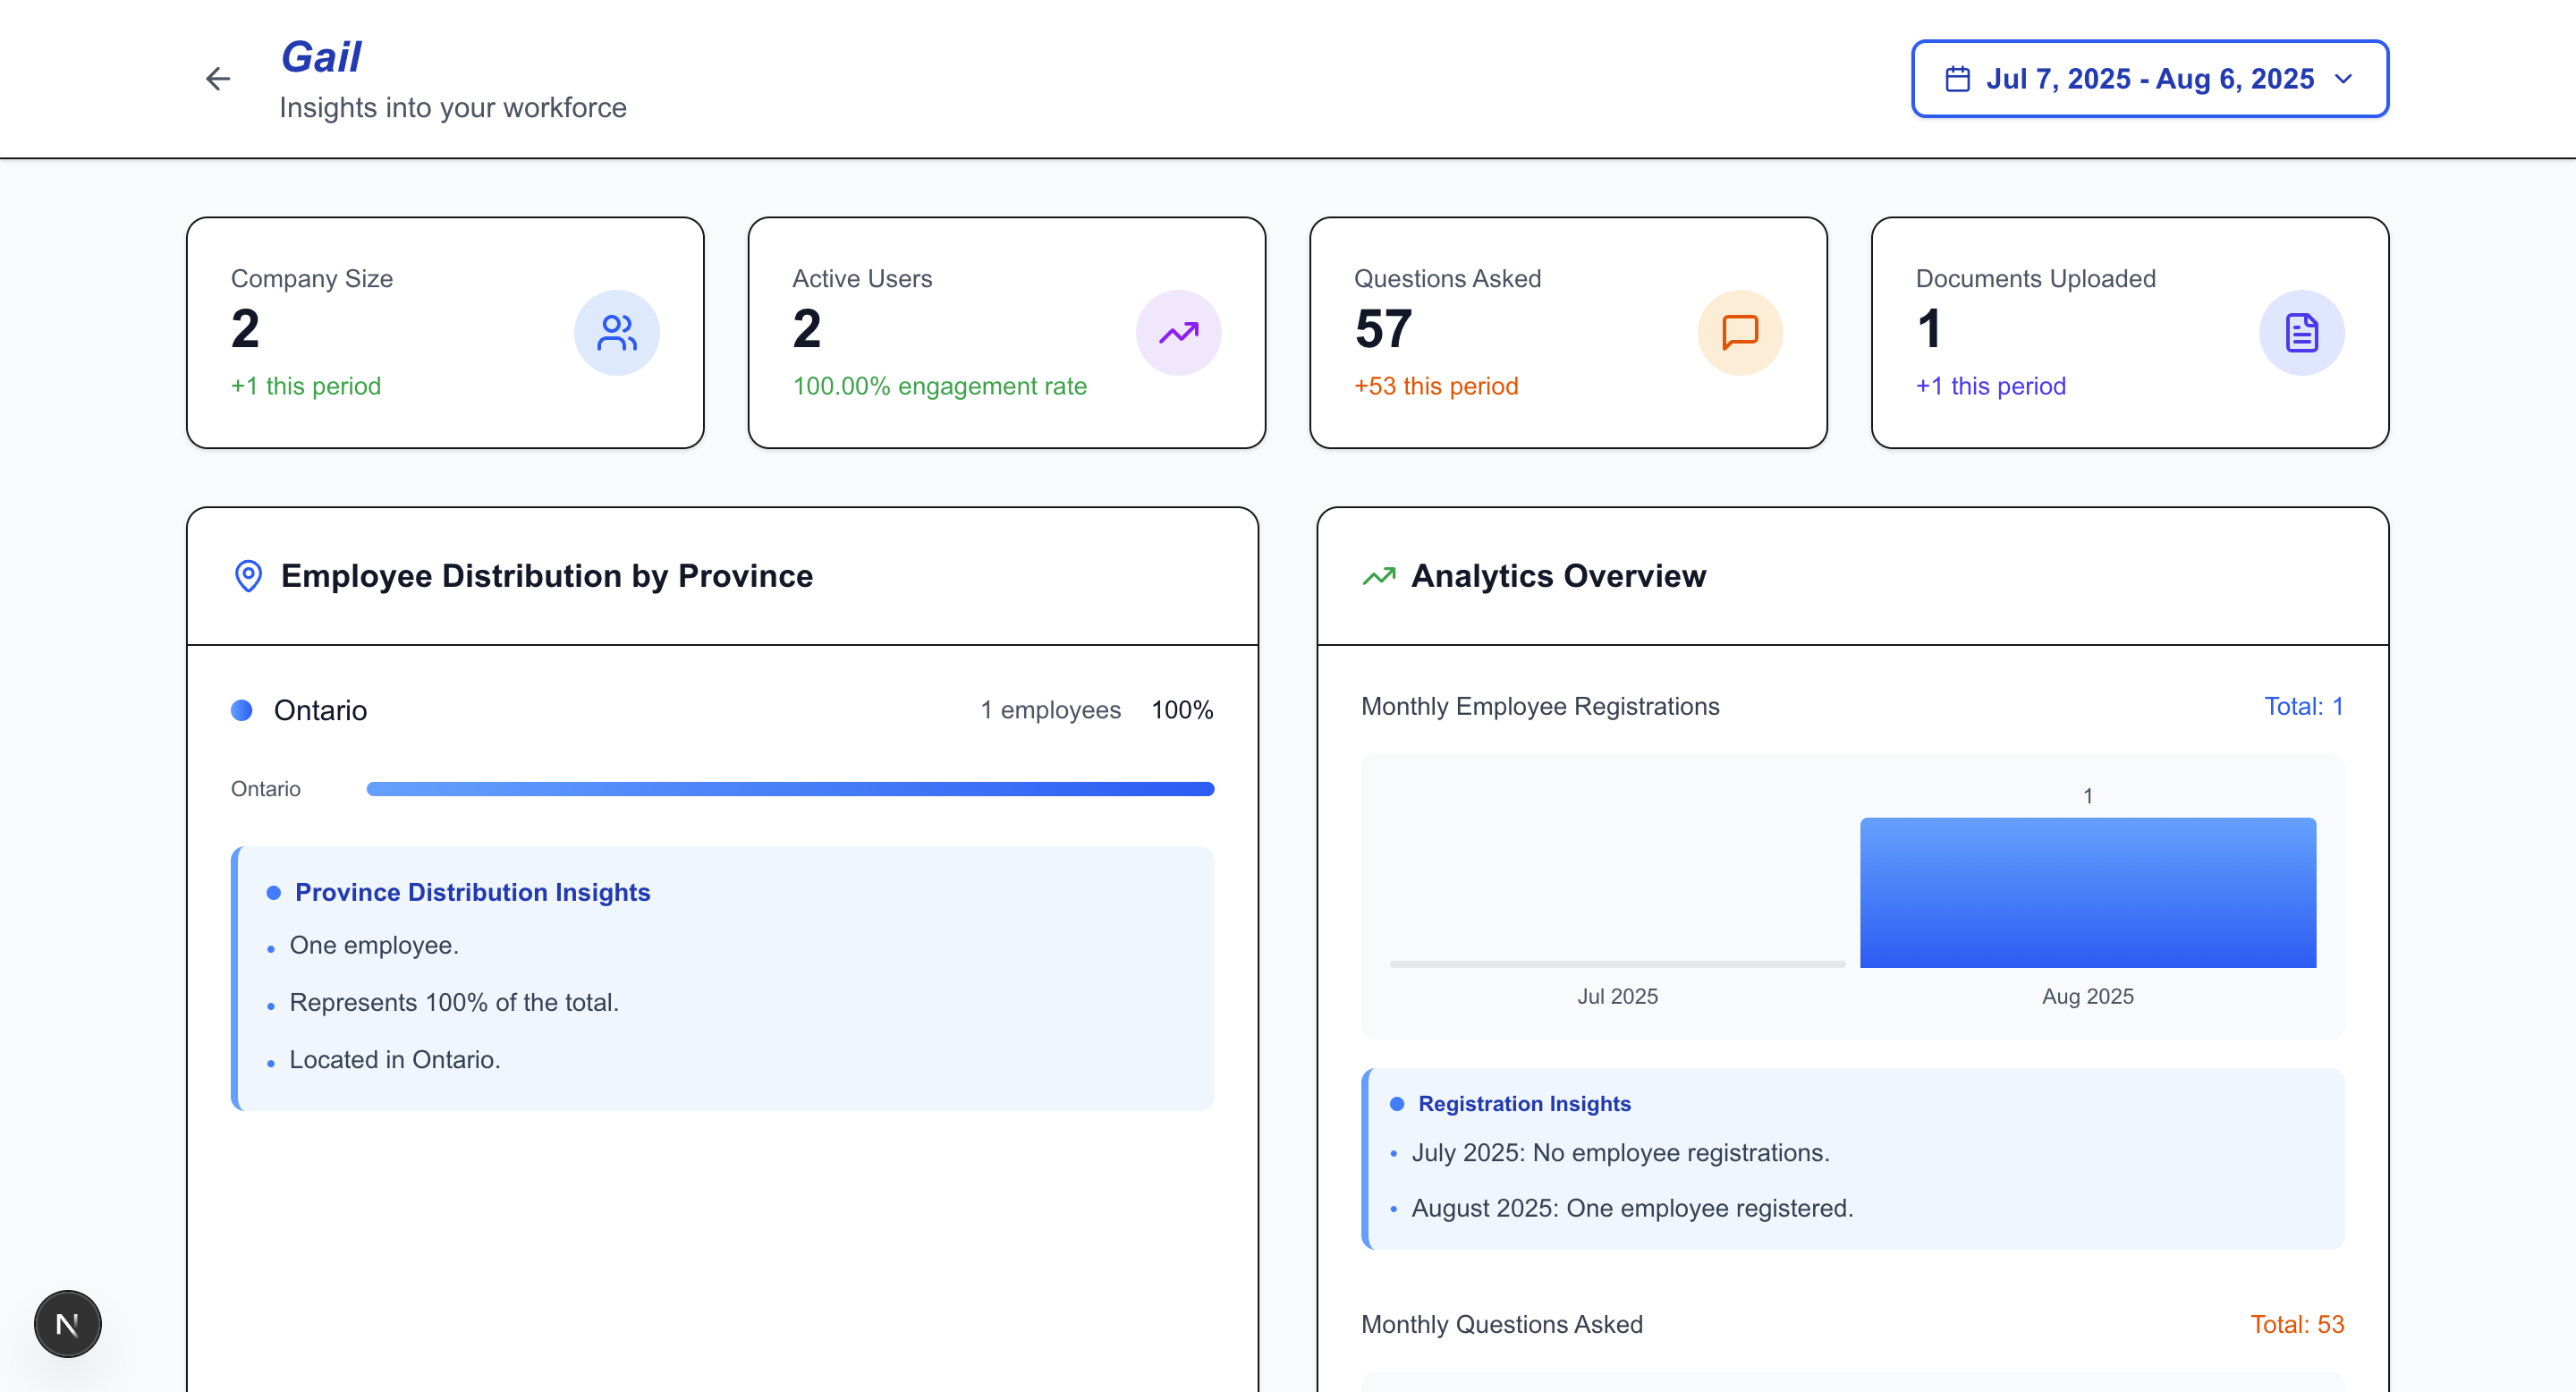 Gail
Insights into your workforce
Jul 7, 2025 - Aug 6, 2025
Company Size
2
+1 this period
Active Users
2
100.00% engagement rate
Questions Asked
57
+53 this period
Documents Uploaded
1
+1 this period
Employee Distribution by Province
Ontario
1 employees 100%
Ontario
Province Distribution Insights
• One employee.
• Represents 100% of the total.
• Located in Ontario.
Analytics Overview
Monthly Employee Registrations
Total: 1
1
Jul 2025
Aug 2025
Registration Insights
• July 2025: No employee registrations.
• August 2025: One employee registered.
Monthly Questions Asked
Total: 53
N